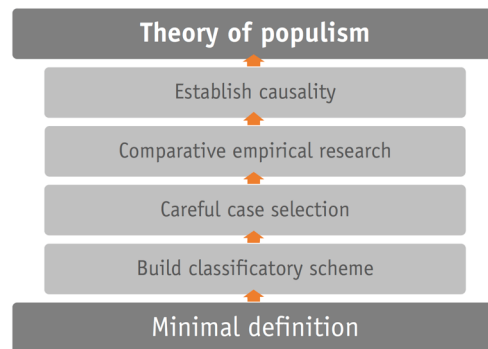 Theory of populism
Establish causality
Comparative empirical research
Careful case selection
Build classificatory scheme
Minimal definition